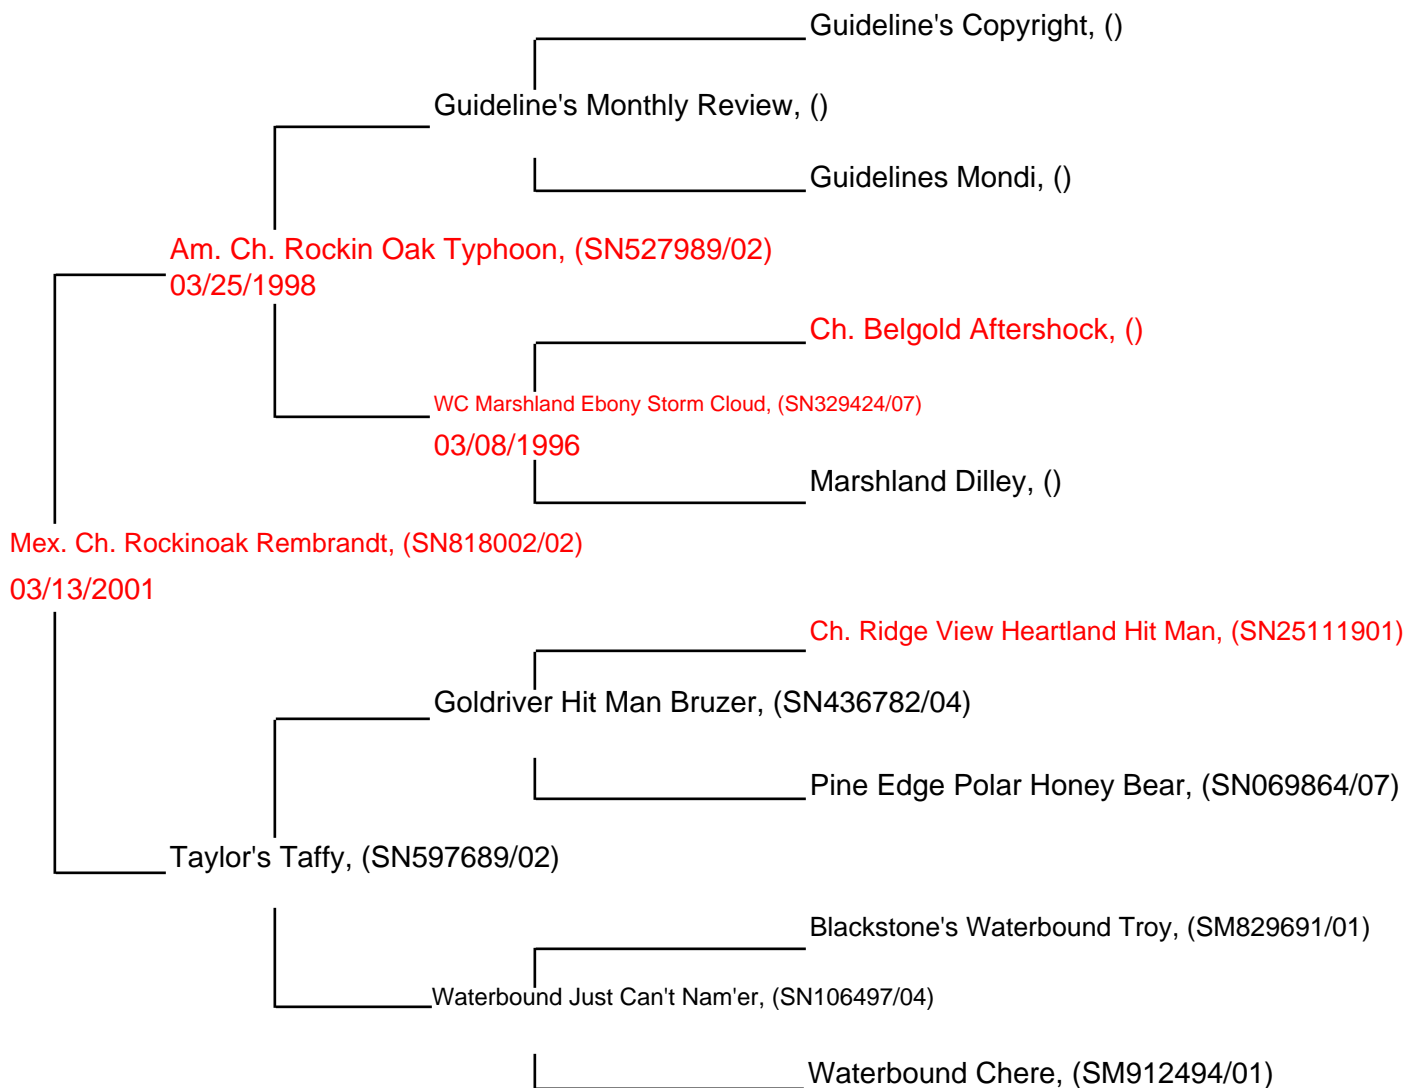 Guideline's Copyright, ()
Guideline's Monthly Review, ()
Guidelines Mondi, ()
Am. Ch. Rockin Oak Typhoon, (SN527989/02)
03/25/1998
Ch. Belgold Aftershock, ()
WC Marshland Ebony Storm Cloud, (SN329424/07)
03/08/1996
Marshland Dilley, ()
Mex. Ch. Rockinoak Rembrandt, (SN818002/02)
03/13/2001
Ch. Ridge View Heartland Hit Man, (SN25111901)
Goldriver Hit Man Bruzer, (SN436782/04)
Pine Edge Polar Honey Bear, (SN069864/07)
Taylor's Taffy, (SN597689/02)
Blackstone's Waterbound Troy, (SM829691/01)
Waterbound Just Can't Nam'er, (SN106497/04)
Waterbound Chere, (SM912494/01)